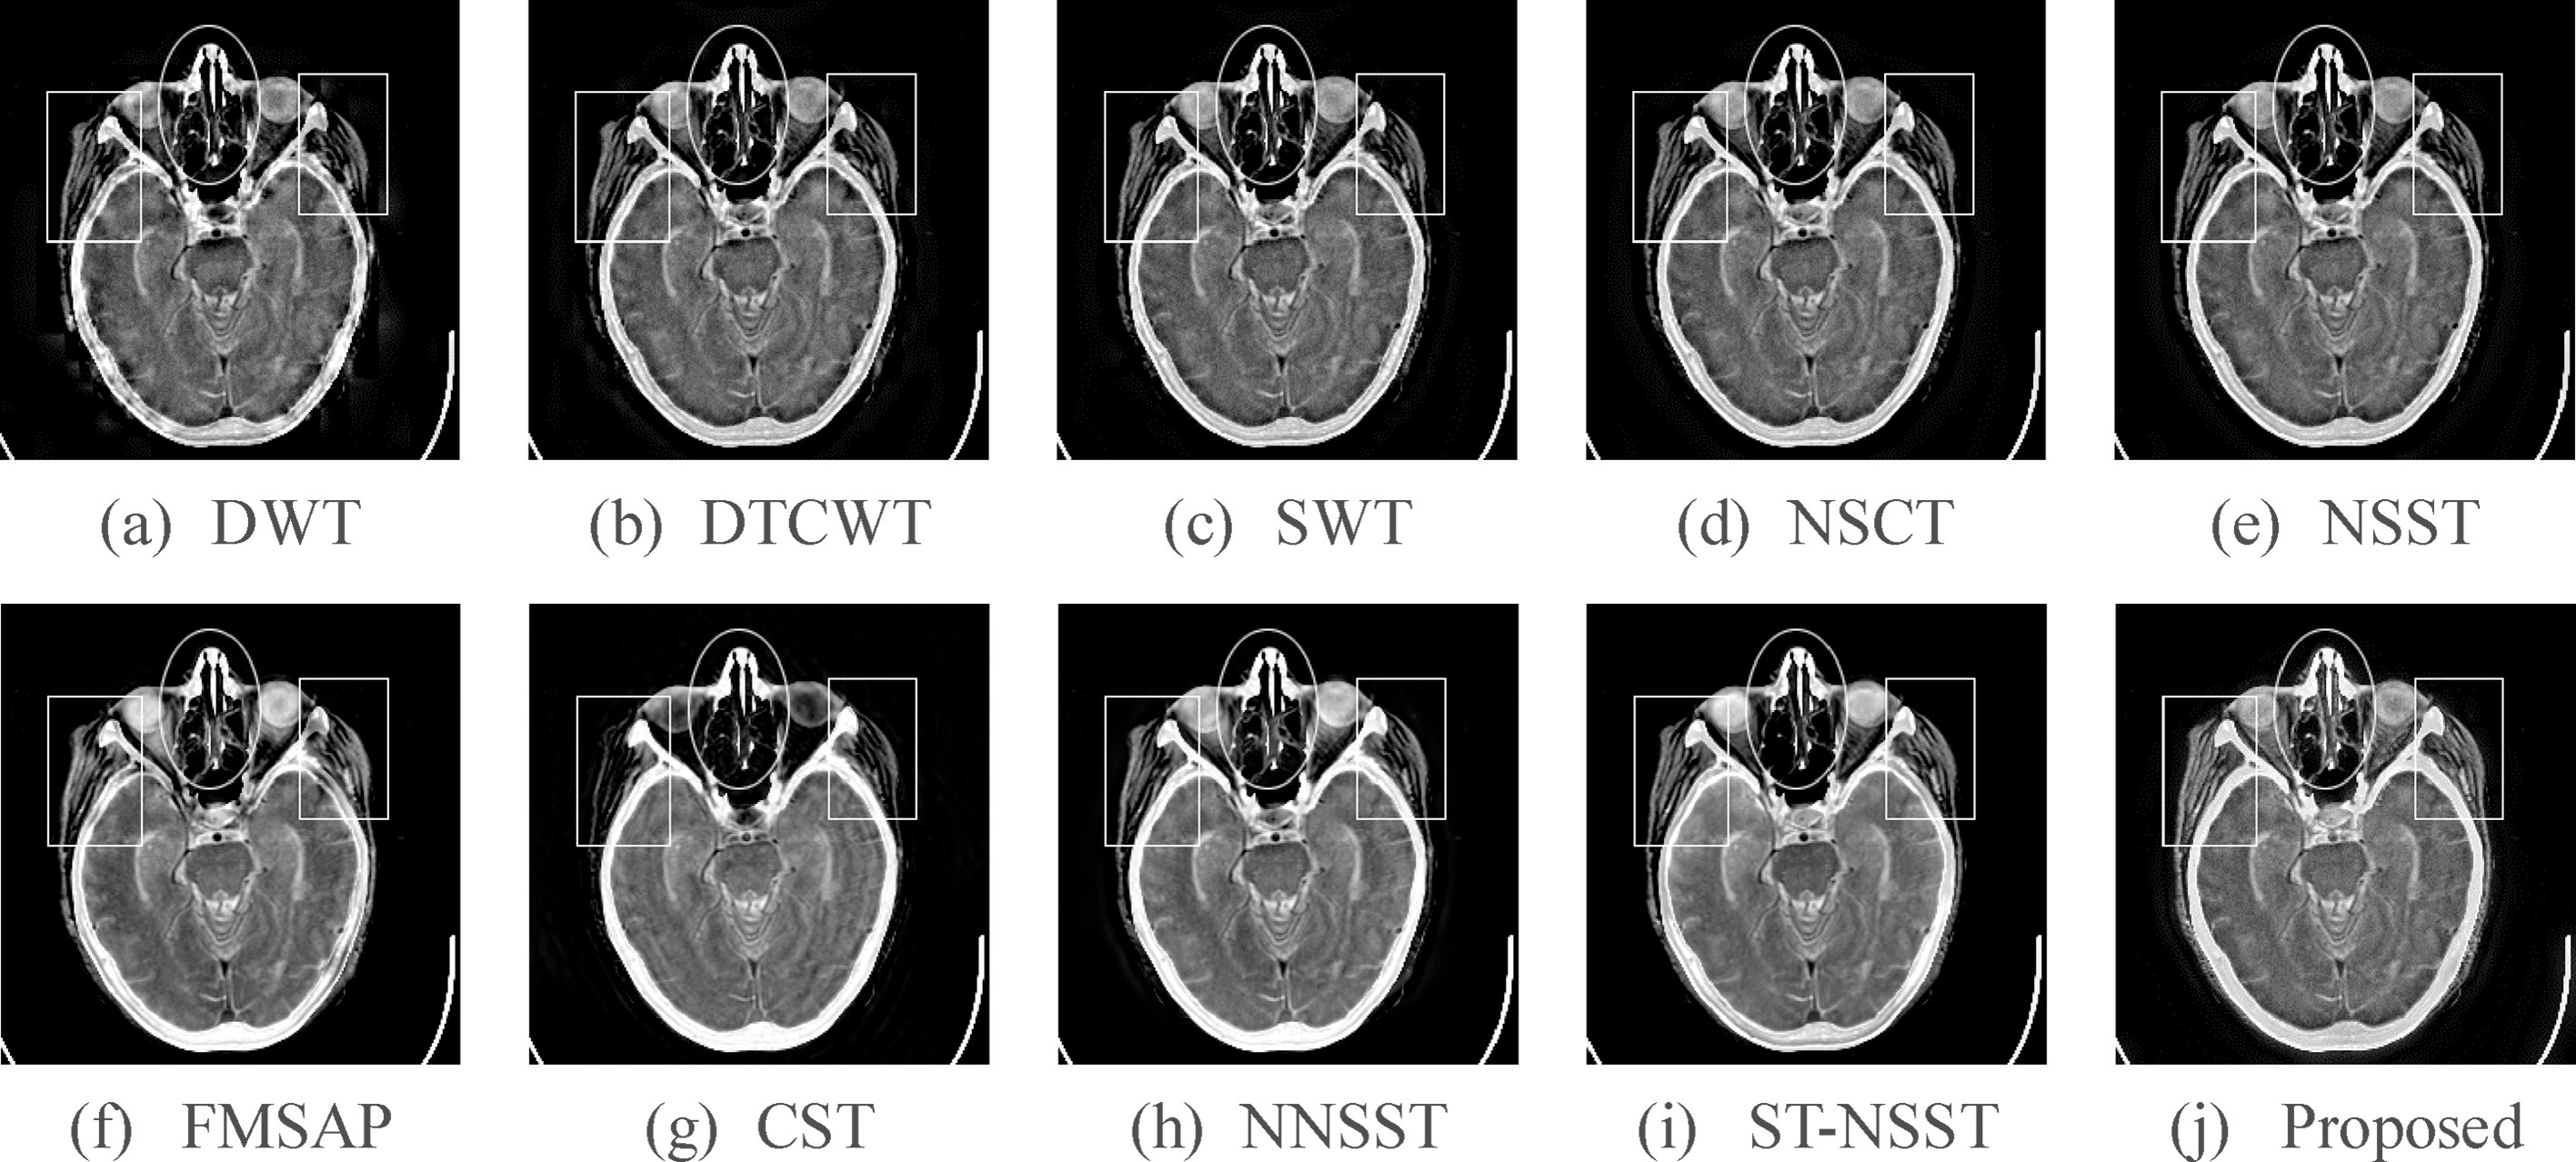 (a) DWT
(b) DTCWT
(c) SWT
(d) NSCT
(e) NSST
(f) FMSAP
(g) CST
(h) NNSST
(i) ST-NSST
(j) Proposed